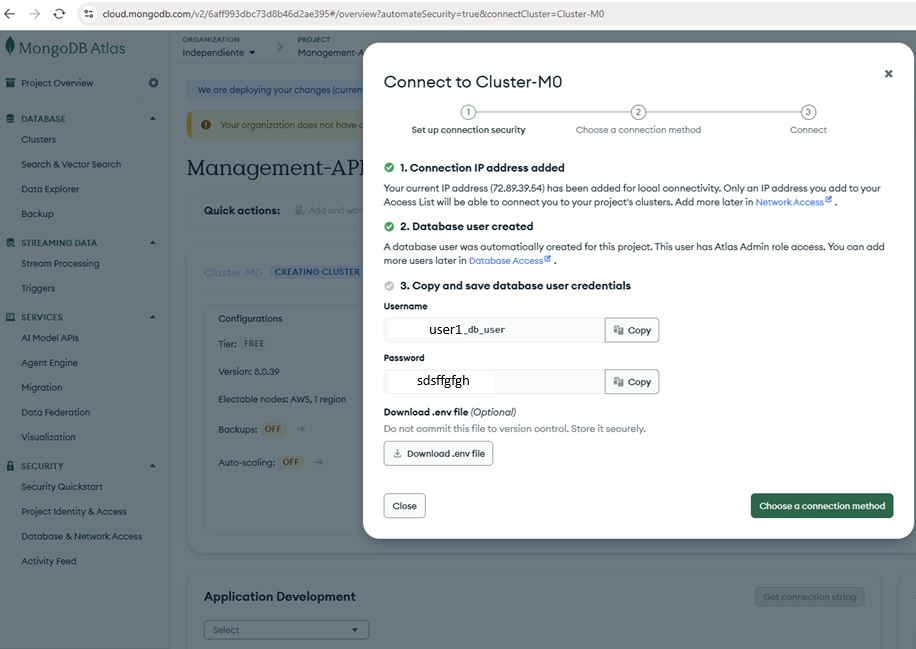 cloud.mongodb.com/v2/6aff993dbc73d8b46d2ae395#/overview?automateSecurity=true&connectCluster=Cluster-M0
MongoDB Atlas
ORGANIZATION
Independiente
PROJECT
Management-A
Project Overview
DATABASE
Clusters
Search & Vector Search
Data Explorer
Backup
STREAMING DATA
Stream Processing
Triggers
SERVICES
AI Model APIs
Agent Engine
Migration
Data Federation
Visualization
SECURITY
Security Quickstart
Project Identity & Access
Database & Network Access
Activity Feed
We are deploying your changes (current
Your organization does not have
Management-API
Quick actions:
Add and
Cluster-M0
CREATING CLUSTER
Configurations
Tier: FREE
Version: 8.0.39
Electable nodes: AWS, 1 region
Backups: OFF
Auto-scaling: OFF
Application Development
Get connection string
Select
Connect to Cluster-M0
1
2
3
Set up connection security
Choose a connection method
Connect
1. Connection IP address added
Your current IP address (72.89.39.54) has been added for local connectivity. Only an IP address you add to your
Access List will be able to connect you to your project's clusters. Add more later in Network Access .
2. Database user created
A database user was automatically created for this project. This user has Atlas Admin role access. You can add
more users later in Database Access .
3. Copy and save database user credentials
Username
user1_db_user
Copy
Password
sdsffgfgh
Copy
Download .env file (Optional)
Do not commit this file to version control. Store it securely.
Download .env file
Close
Choose a connection method